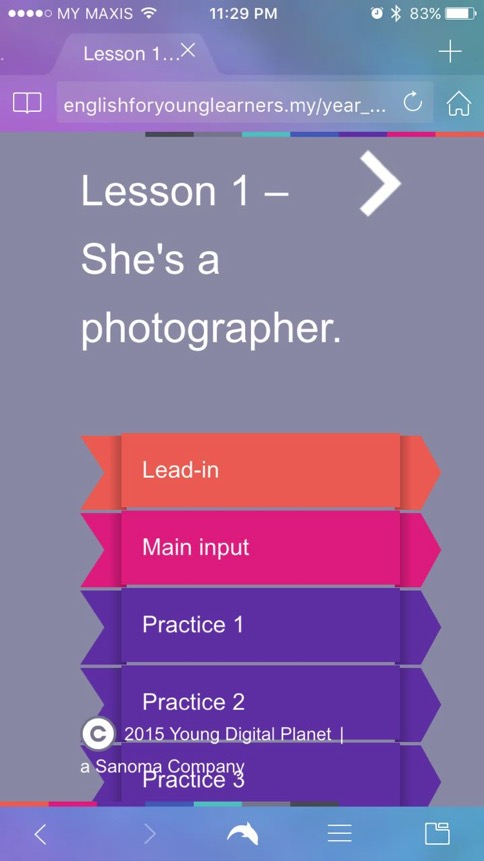 MY MAXIS 11:29 PM 83%
Lesson 1...
englishforyounglearners.my/year_...
Lesson 1 –
She's a
photographer.
Lead-in
Main input
Practice 1
Practice 2
© 2015 Young Digital Planet |
a Sanoma Company
Practice 3